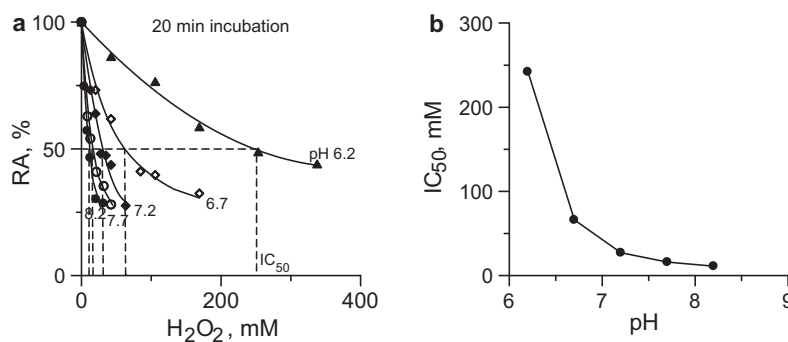 a
20 min incubation
100
50
0
RA, %
pH 6.2
6.7
7.2
7.7
8.2
IC50
0
200
400
H2O2, mM
b
300
200
100
0
IC50, mM
6
7
8
9
pH